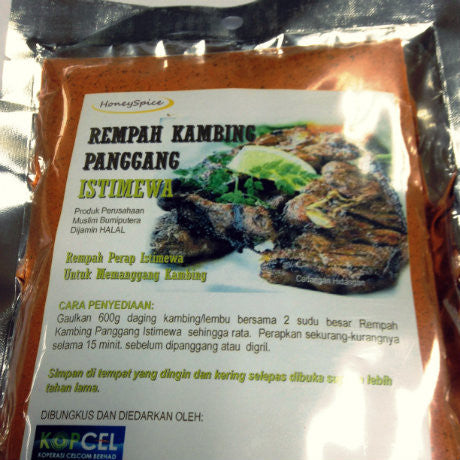 HoneySpice
REMPAH KAMBING
PANGGANG
ISTIMEWA
Produk Perusahaan
Muslim Bumiputera
Dijamin HALAL
Rempah Perap Istimewa
Untuk Memanggang Kambing
Cadangan Hidangan
CARA PENYEDIAAN:
Gaulkan 600g daging kambing/lembu bersama 2 sudu besar Rempah
Kambing Panggang Istimewa sehingga rata. Perapkan sekurang-kurangnya
selama 15 minit. sebelum dipanggang atau digril.
Simpan di tempat yang dingin dan kering selepas dibuka supaya lebih
tahan lama.
DIBUNGKUS DAN DIEDARKAN OLEH:
KOPCEL
KOPERASI CELCOM BERHAD